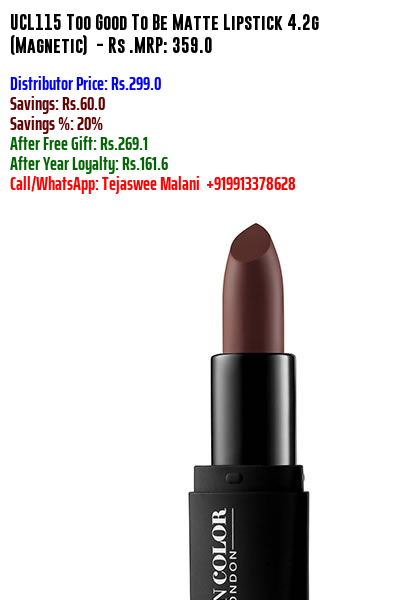 UCL115 Too Good To Be Matte Lipstick 4.2g
(Magnetic) - Rs .MRP: 359.0
Distributor Price: Rs.299.0
Savings: Rs.60.0
Savings %: 20%
After Free Gift: Rs.269.1
After Year Loyalty: Rs.161.6
Call/WhatsApp: Tejaswee Malani +919913378628
N COLOR
ONDON